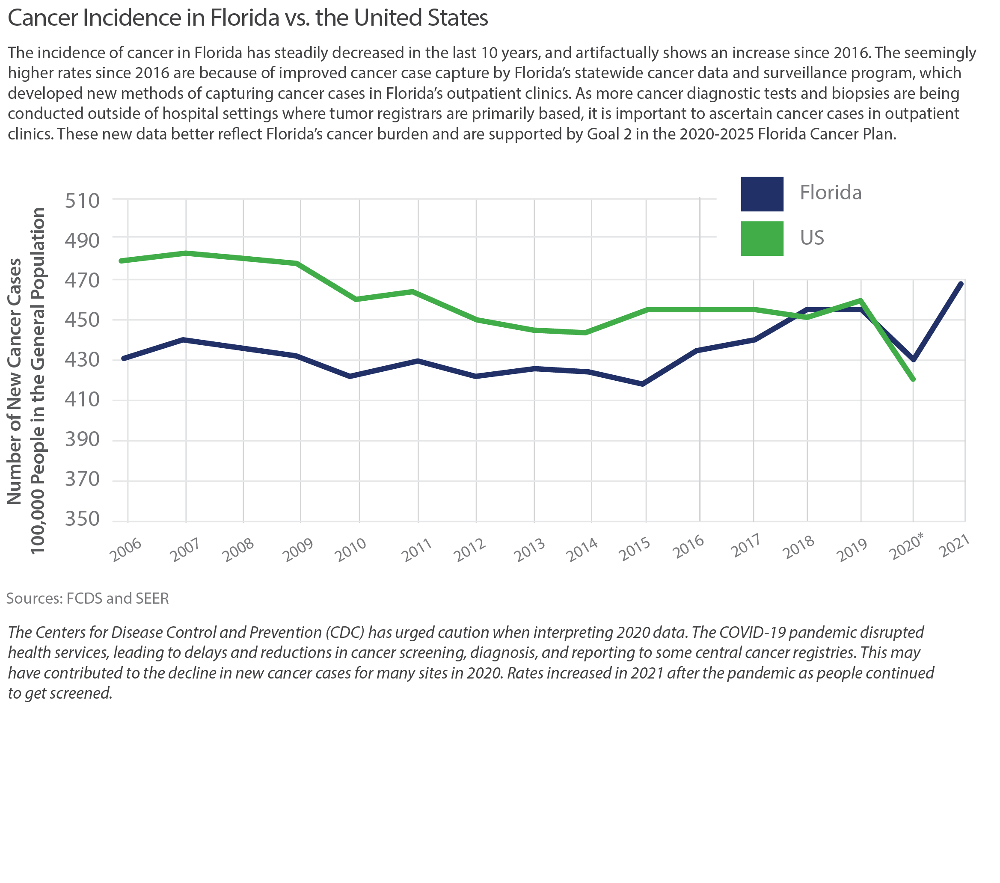 Cancer Incidence in Florida vs. the United States
The incidence of cancer in Florida has steadily decreased in the last 10 years, and artifactually shows an increase since 2016. The seemingly
higher rates since 2016 are because of improved cancer case capture by Florida's statewide cancer data and surveillance program, which
developed new methods of capturing cancer cases in Florida's outpatient clinics. As more cancer diagnostic tests and biopsies are being
conducted outside of hospital settings where tumor registrars are primarily based, it is important to ascertain cancer cases in outpatient
clinics. These new data better reflect Florida's cancer burden and are supported by Goal 2 in the 2020-2025 Florida Cancer Plan.
Florida
US
Number of New Cancer Cases
100,000 People in the General Population
510
490
470
450
430
410
390
370
350
2006
2007
2008
2009
2010
2011
2012
2013
2014
2015
2016
2017
2018
2019
2020*
2021
Sources: FCDS and SEER
The Centers for Disease Control and Prevention (CDC) has urged caution when interpreting 2020 data. The COVID-19 pandemic disrupted
health services, leading to delays and reductions in cancer screening, diagnosis, and reporting to some central cancer registries. This may
have contributed to the decline in new cancer cases for many sites in 2020. Rates increased in 2021 after the pandemic as people continued
to get screened.